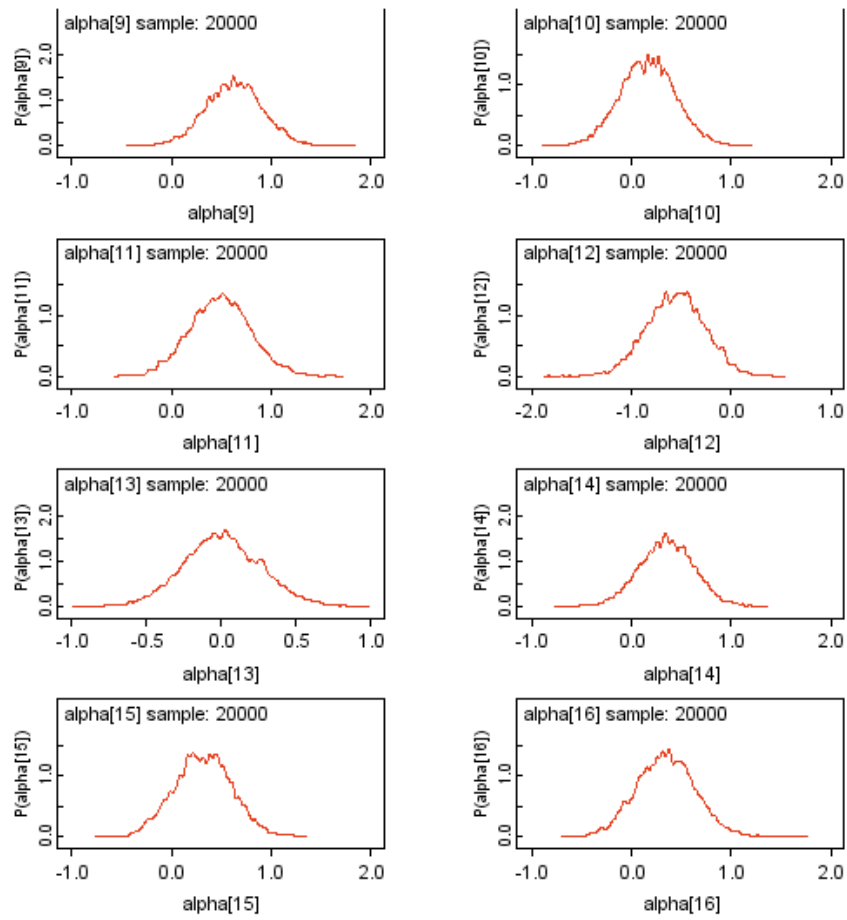 alpha[9] sample: 20000
P(alpha[9])
2.0
1.0
0.0
-1.0 0.0 1.0 2.0
alpha[9]
alpha[10] sample: 20000
P(alpha[10])
1.0
0.0
-1.0 0.0 1.0 2.0
alpha[10]
alpha[11] sample: 20000
P(alpha[11])
1.0
0.0
-1.0 0.0 1.0 2.0
alpha[11]
alpha[12] sample: 20000
P(alpha[12])
1.0
0.0
-2.0 -1.0 0.0 1.0
alpha[12]
alpha[13] sample: 20000
P(alpha[13])
2.0
1.0
0.0
-1.0 -0.5 0.0 0.5 1.0
alpha[13]
alpha[14] sample: 20000
P(alpha[14])
2.0
1.0
0.0
-1.0 0.0 1.0 2.0
alpha[14]
alpha[15] sample: 20000
P(alpha[15])
1.0
0.0
-1.0 0.0 1.0 2.0
alpha[15]
alpha[16] sample: 20000
P(alpha[16])
1.0
0.0
-1.0 0.0 1.0 2.0
alpha[16]